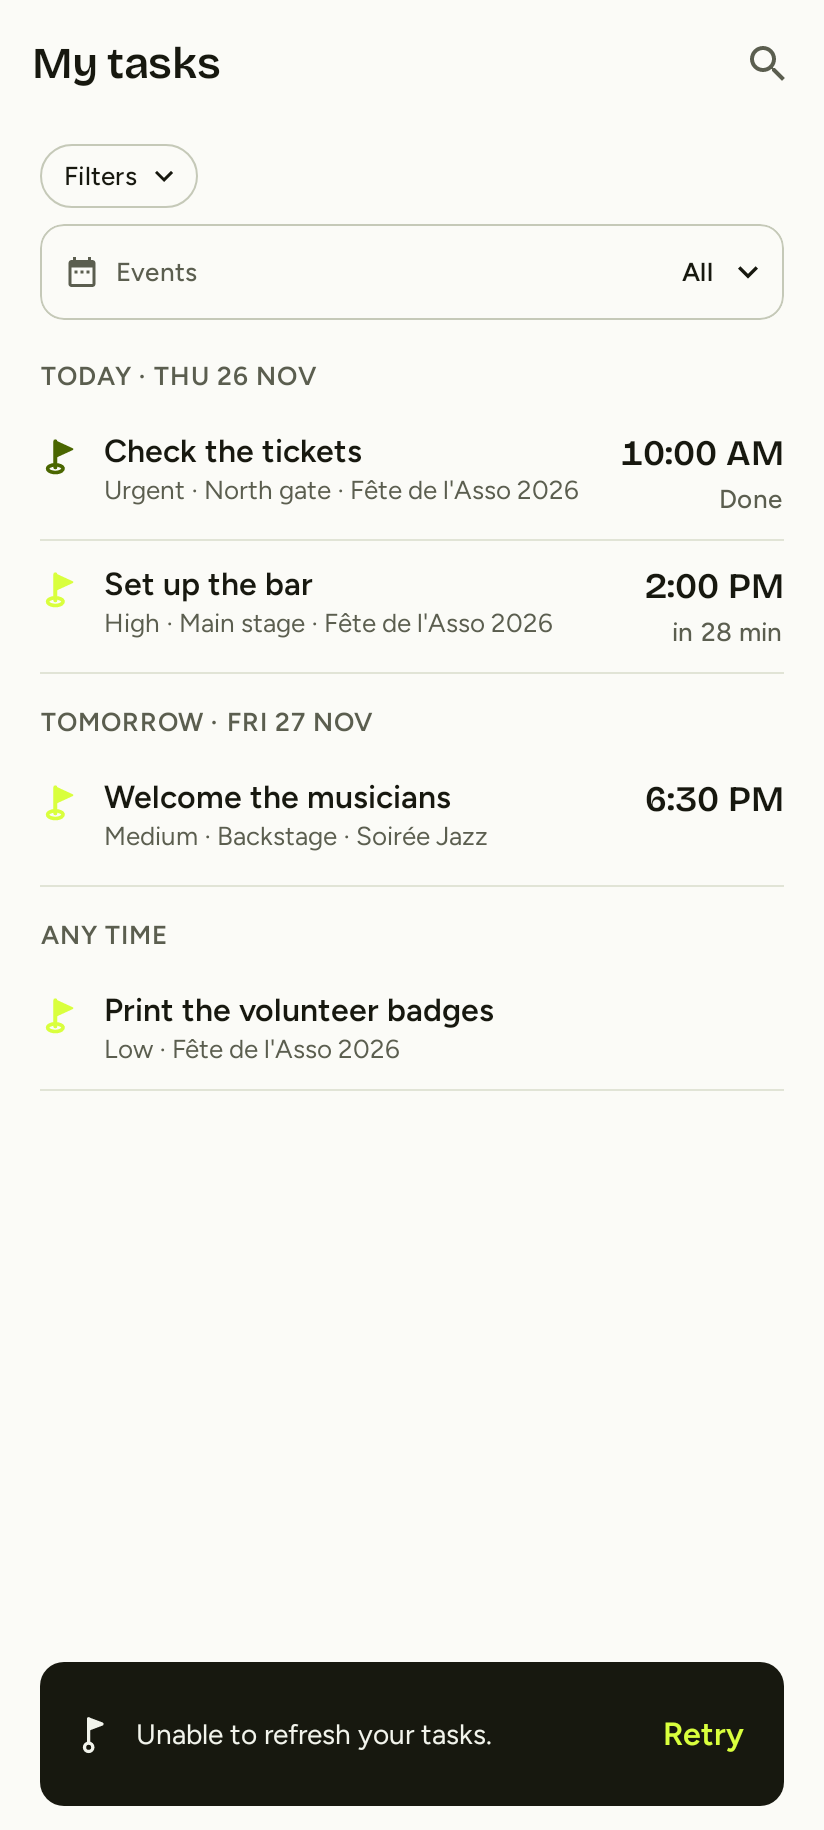 My tasks
Filters
Events
All
TODAY · THU 26 NOV
Check the tickets
10:00 AM
Urgent · North gate · Fête de l'Asso 2026
Done
Set up the bar
2:00 PM
High · Main stage · Fête de l'Asso 2026
in 28 min
TOMORROW · FRI 27 NOV
Welcome the musicians
6:30 PM
Medium · Backstage · Soirée Jazz
ANY TIME
Print the volunteer badges
Low · Fête de l'Asso 2026
Unable to refresh your tasks.
Retry